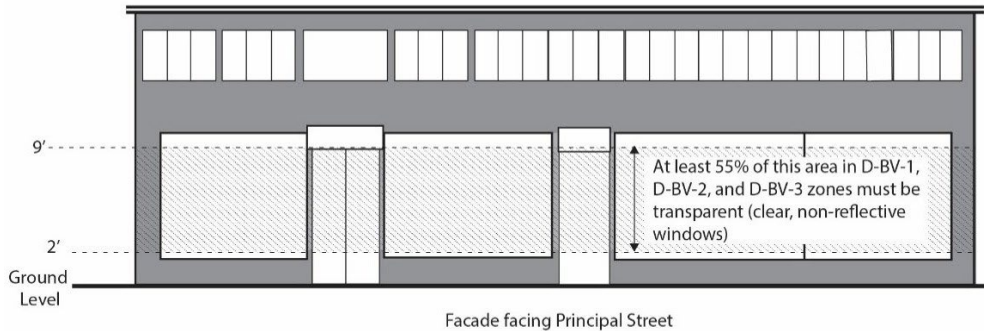 9’
At least 55% of this area in D-BV-1,
D-BV-2, and D-BV-3 zones must be
transparent (clear, non-reflective
windows)
2’
Ground
Level
Facade facing Principal Street